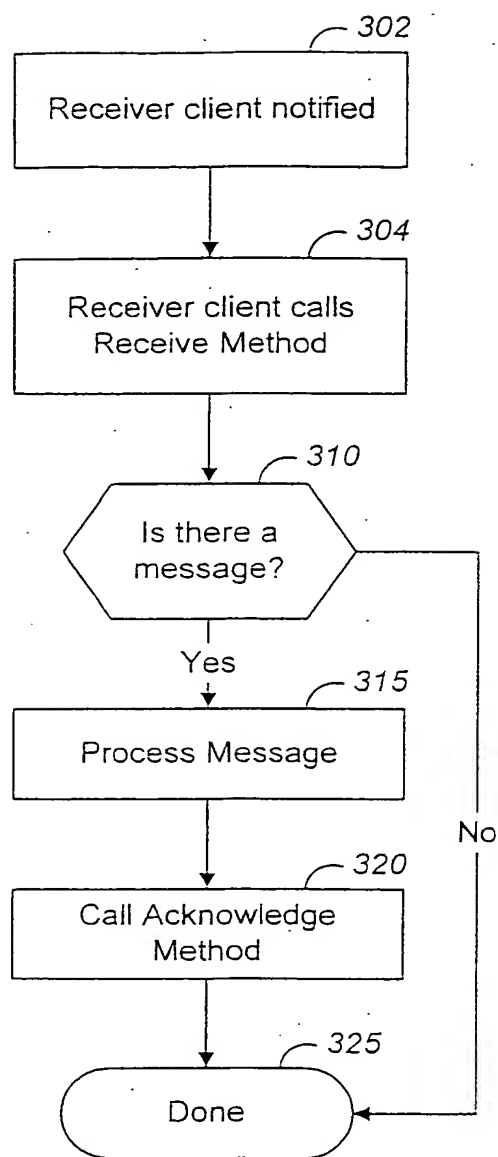 302
Receiver client notified
304
Receiver client calls
Receive Method
310
Is there a
message?
Yes
315
Process Message
No
320
Call Acknowledge
Method
325
Done